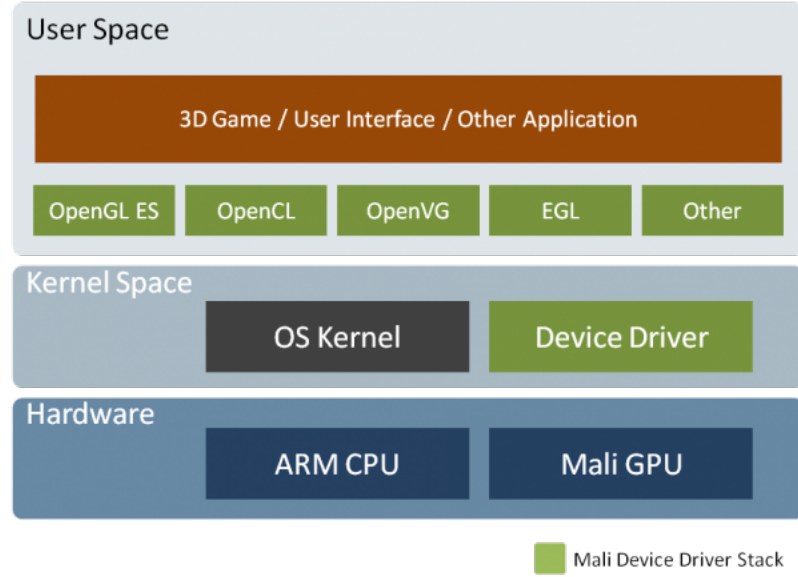 User Space
3D Game / User Interface / Other Application
OpenGL ES
OpenCL
OpenVG
EGL
Other
Kernel Space
OS Kernel
Device Driver
Hardware
ARM CPU
Mali GPU
Mali Device Driver Stack